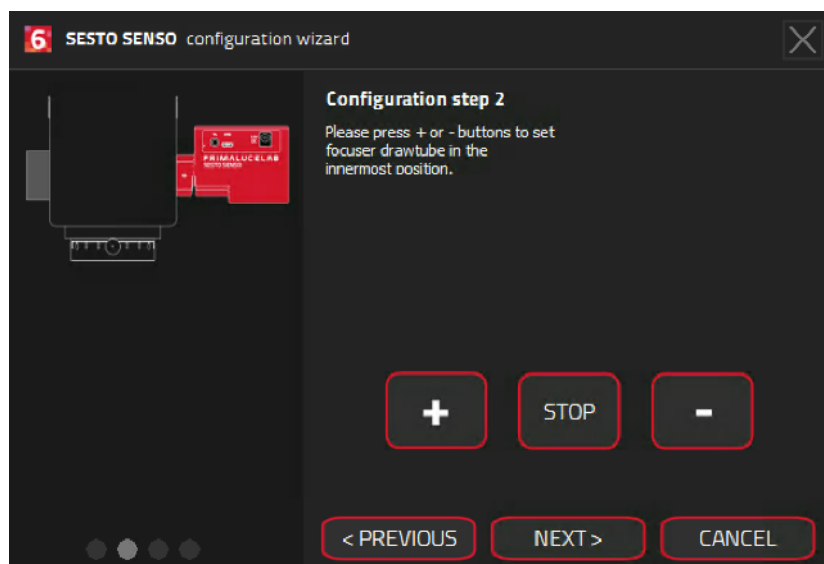 6 SESTO SENSO configuration wizard
PRIMALUCELAB
SESTO SENSO
Configuration step 2
Please press + or - buttons to set
focuser drawtube in the
innermost position.
+ STOP -
< PREVIOUS NEXT > CANCEL